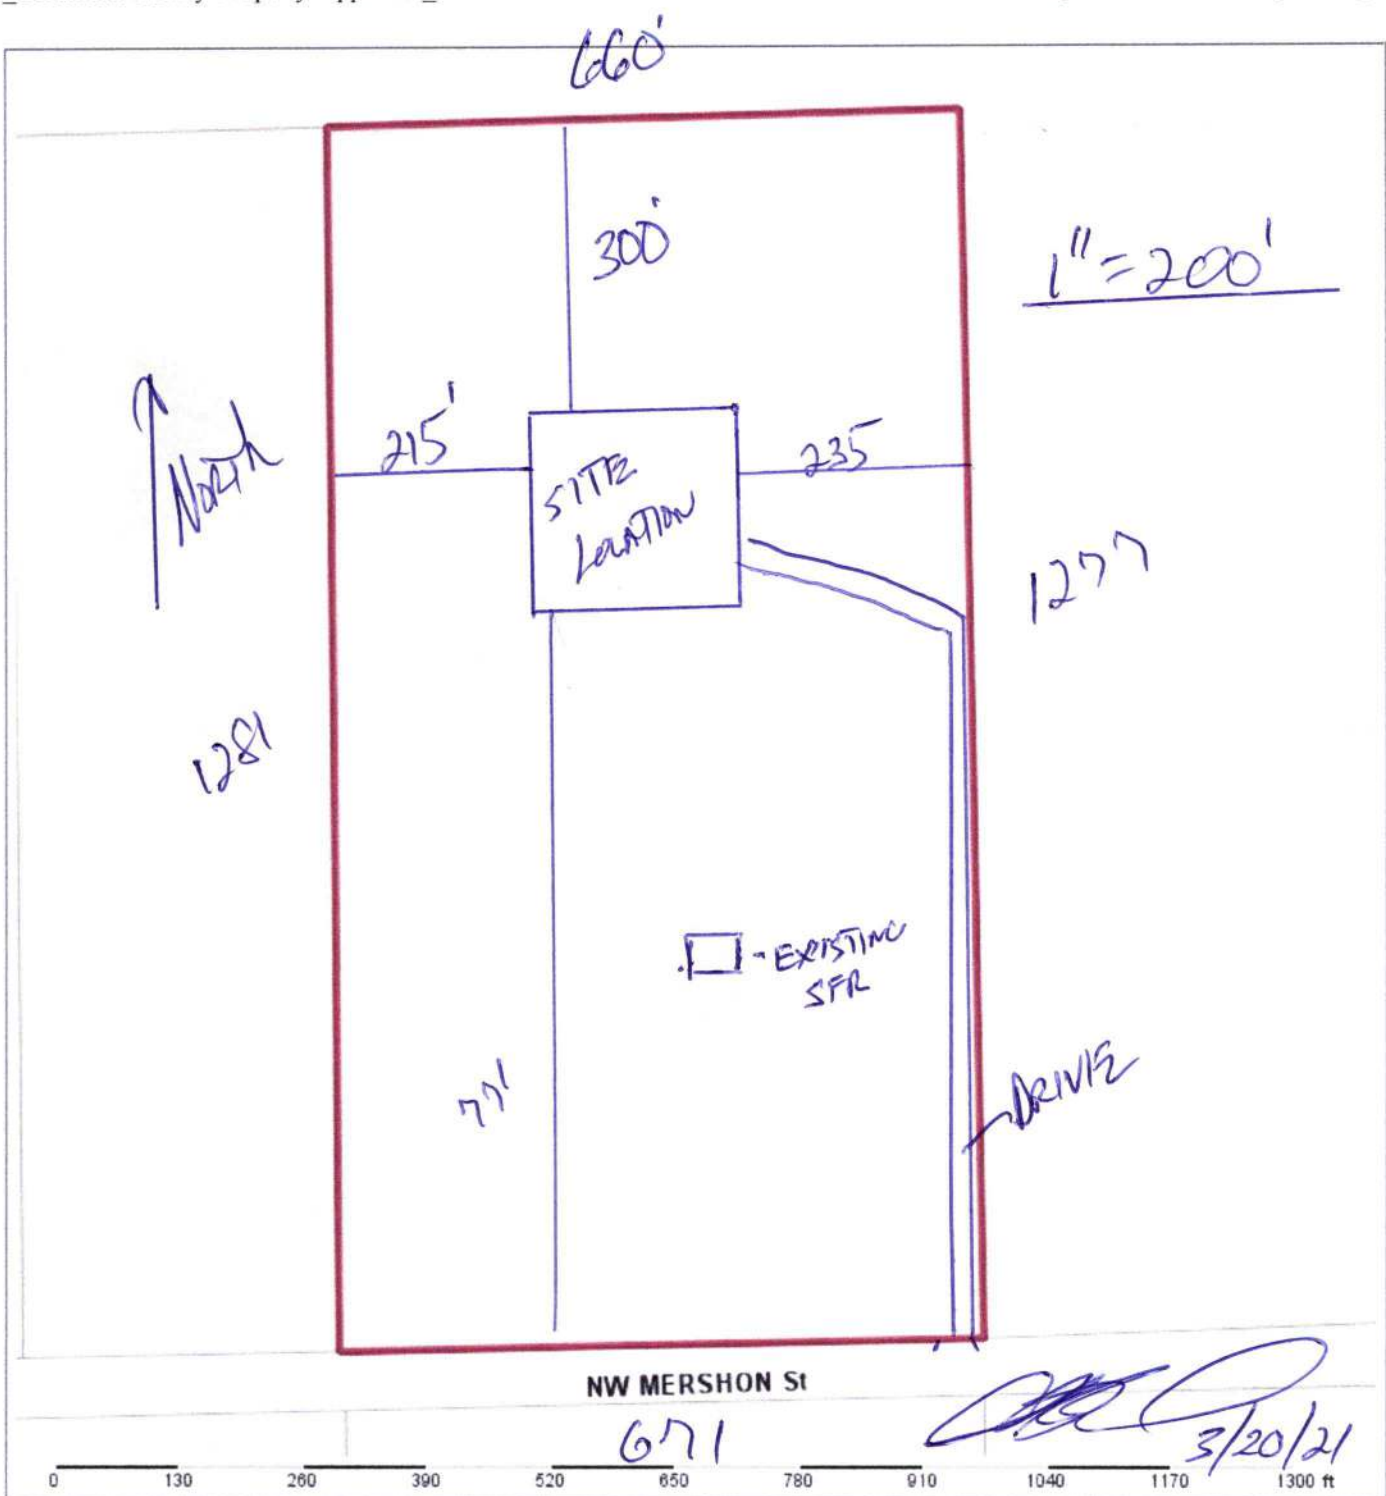 660'
300'
1"=200'
North
215'
235
SITE
LOCATION
1277
1281
EXISTING
SFR
77'
DRIVE
NW MERSHON St
671
3/20/21
0 130 260 390 520 650 780 910 1040 1170 1300 ft